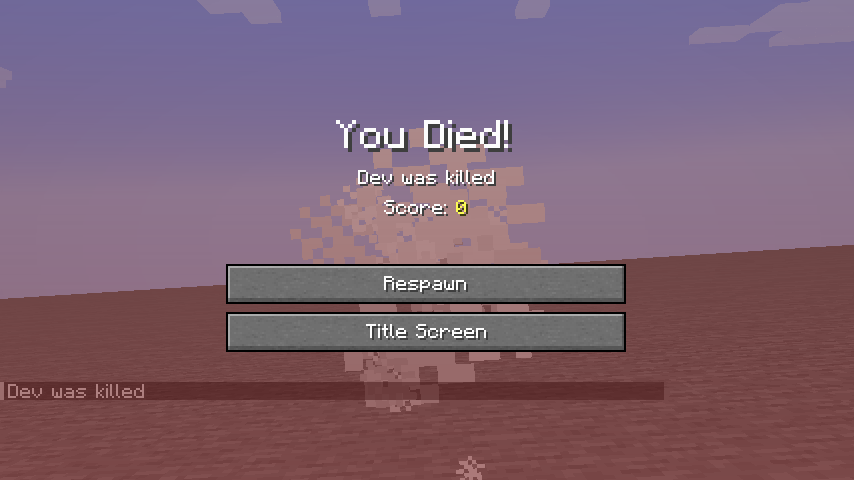 You Died!
Dev was killed
Score: 0
Respawn
Title Screen
Dev was killed